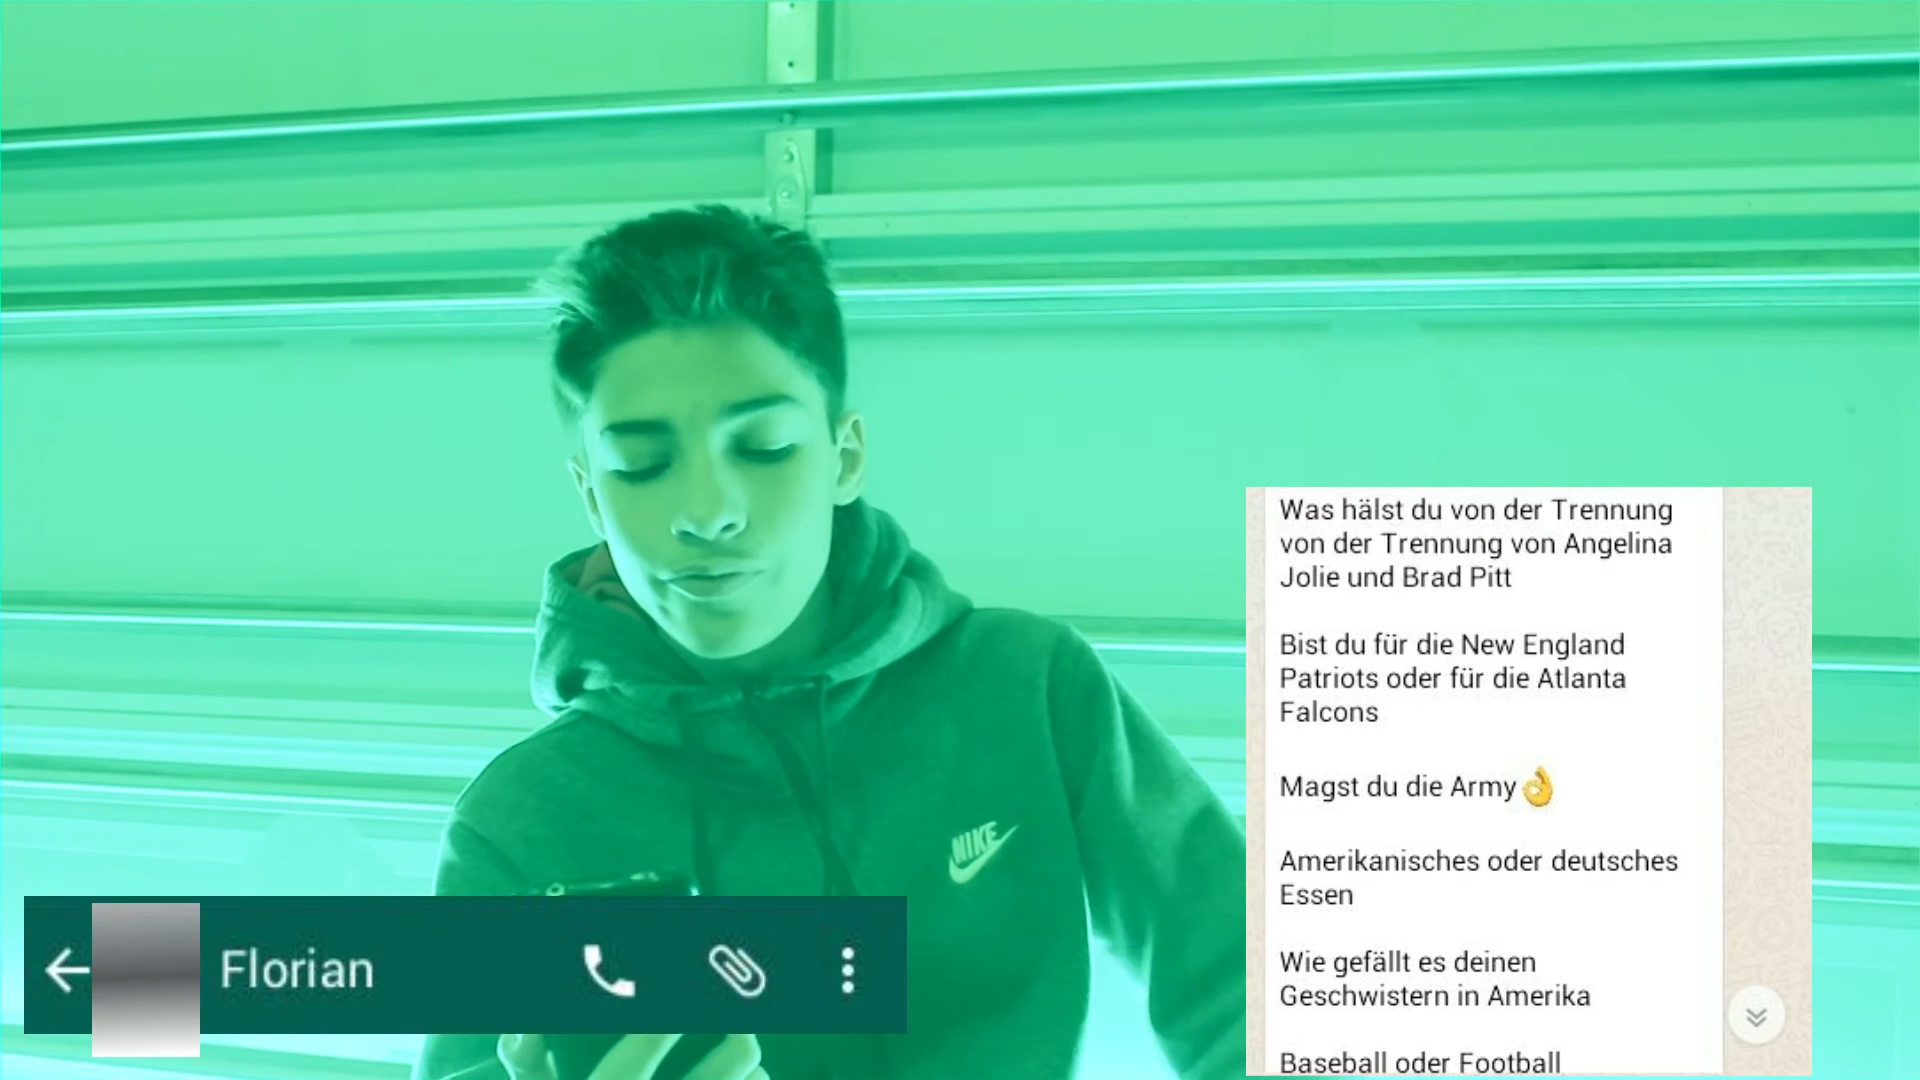 NIKE
Florian
Was hälst du von der Trennung
von der Trennung von Angelina
Jolie und Brad Pitt
Bist du für die New England
Patriots oder für die Atlanta
Falcons
Magst du die Army👌
Amerikanisches oder deutsches
Essen
Wie gefällt es deinen
Geschwistern in Amerika
Baseball oder Football